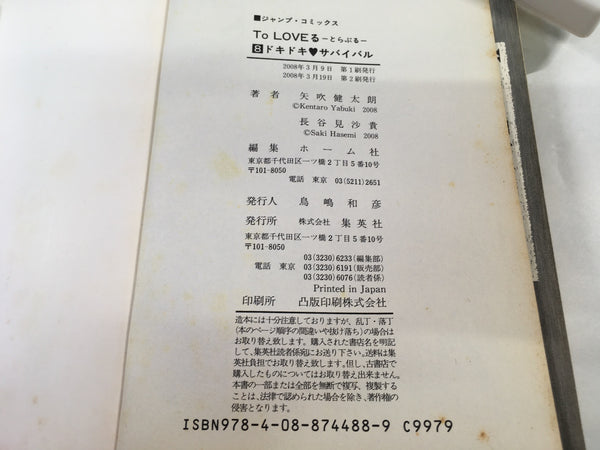 ■ジャンプ・コミックス
To LOVEる―とらぶる―
8ドキドキ♥サバイバル
2008年3月9日 第1刷発行
2008年3月19日 第2刷発行
著者 矢吹健太朗
©Kentaro Yabuki 2008
長谷見沙貴
©Saki Hasemi 2008
編集 ホーム社
東京都千代田区一ツ橋2丁目5番10号
〒101-8050
電話 東京 03(5211)2651
発行人 鳥嶋和彦
発行所 株式会社 集英社
東京都千代田区一ツ橋2丁目5番10号
〒101-8050
03(3230)6233(編集部)
電話 東京 03(3230)6191(販売部)
03(3230)6076(読者係)
Printed in Japan
印刷所 凸版印刷株式会社
造本には十分注意しておりますが、乱丁・落丁
(本のページ順序の間違いや抜け落ち)の場合は
お取り替え致します。購入された書店名を明記
して、集英社読者係宛にお送り下さい。送料は集
英社負担でお取り替え致します。但し、古書店で
購入したものについてはお取り替え出来ません。
本書の一部または全部を無断で複写、複製する
ことは、法律で認められた場合を除き、著作権の
侵害となります。
ISBN978-4-08-874488-9 C9979